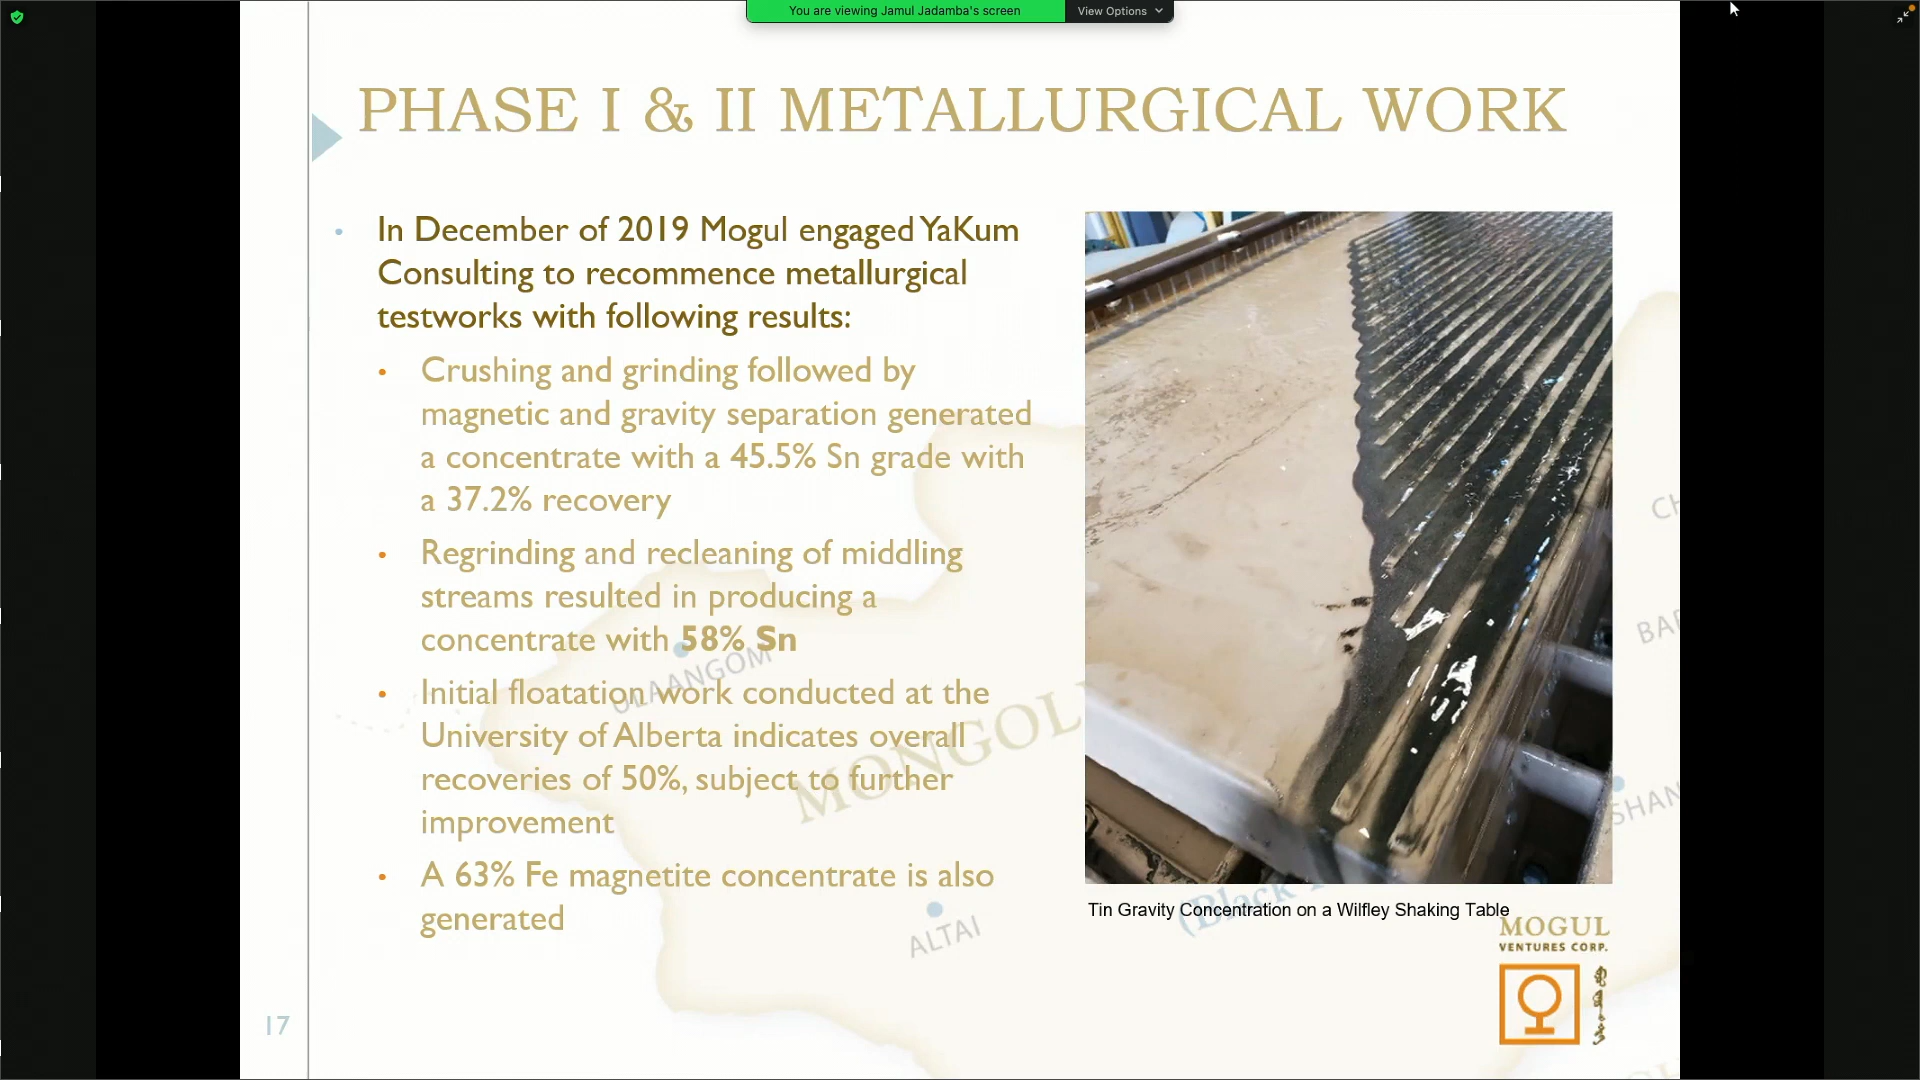 You are viewing Jamul Jadamba's screen
View Options
PHASE I & II METALLURGICAL WORK
• In December of 2019 Mogul engaged YaKum
Consulting to recommence metallurgical
testworks with following results:
• Crushing and grinding followed by
magnetic and gravity separation generated
a concentrate with a 45.5% Sn grade with
a 37.2% recovery
• Regrinding and recleaning of middling
streams resulted in producing a
concentrate with 58% Sn
• Initial floatation work conducted at the
University of Alberta indicates overall
recoveries of 50%, subject to further
improvement
• A 63% Fe magnetite concentrate is also
generated
Tin Gravity Concentration on a Wilfley Shaking Table
ULAANGOM
MONGOL
ALTAI
(Black
CH
BAR
SHAN
MOGUL
VENTURES CORP.
17